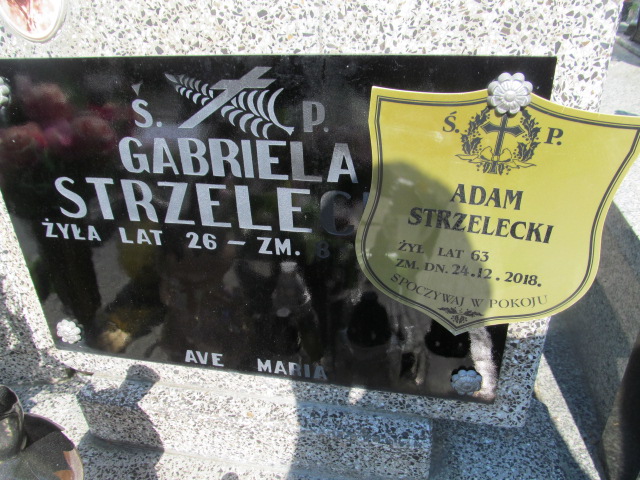 Ś. P.
GABRIELA
STRZELEC
ŻYŁA LAT 26 – ZM. 8
AVE MARIA
Ś. P.
ADAM
STRZELECKI
ŻYŁ LAT 63
ZM. DN. 24.12. 2018.
SPOCZYWAJ W POKOJU